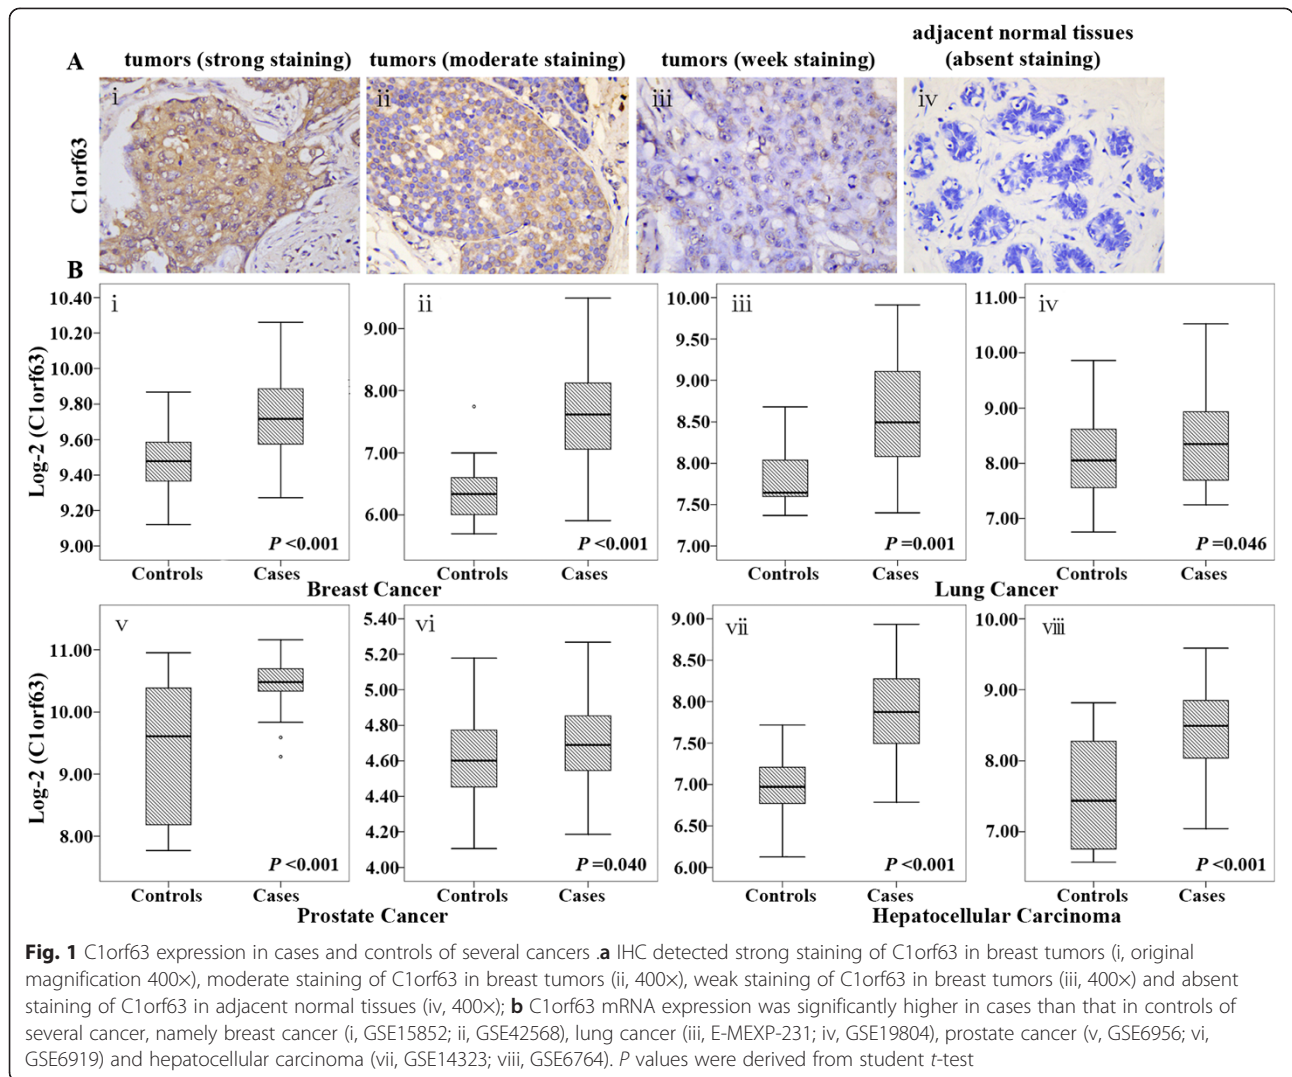 A
tumors (strong staining)
tumors (moderate staining)
tumors (week staining)
adjacent normal tissues
(absent staining)
C1orf63
i
ii
iii
iv
B
Log-2 (C1orf63)
i
10.40
10.20
10.00
9.80
9.60
9.40
9.20
9.00
P <0.001
Controls Cases
ii
9.00
8.00
7.00
6.00
P <0.001
Controls Cases
Breast Cancer
iii
10.00
9.50
9.00
8.50
8.00
7.50
7.00
P =0.001
Controls Cases
iv
11.00
10.00
9.00
8.00
7.00
P =0.046
Controls Cases
Lung Cancer
Log-2 (C1orf63)
v
11.00
10.00
9.00
8.00
P <0.001
Controls Cases
vi
5.40
5.20
5.00
4.80
4.60
4.40
4.20
4.00
P =0.040
Controls Cases
Prostate Cancer
vii
9.00
8.50
8.00
7.50
7.00
6.50
6.00
P <0.001
Controls Cases
viii
10.00
9.00
8.00
7.00
P <0.001
Controls Cases
Hepatocellular Carcinoma
Fig. 1 C1orf63 expression in cases and controls of several cancers .a IHC detected strong staining of C1orf63 in breast tumors (i, original
magnification 400×), moderate staining of C1orf63 in breast tumors (ii, 400×), weak staining of C1orf63 in breast tumors (iii, 400×) and absent
staining of C1orf63 in adjacent normal tissues (iv, 400×); b C1orf63 mRNA expression was significantly higher in cases than that in controls of
several cancer, namely breast cancer (i, GSE15852; ii, GSE42568), lung cancer (iii, E-MEXP-231; iv, GSE19804), prostate cancer (v, GSE6956; vi,
GSE6919) and hepatocellular carcinoma (vii, GSE14323; viii, GSE6764). P values were derived from student t-test